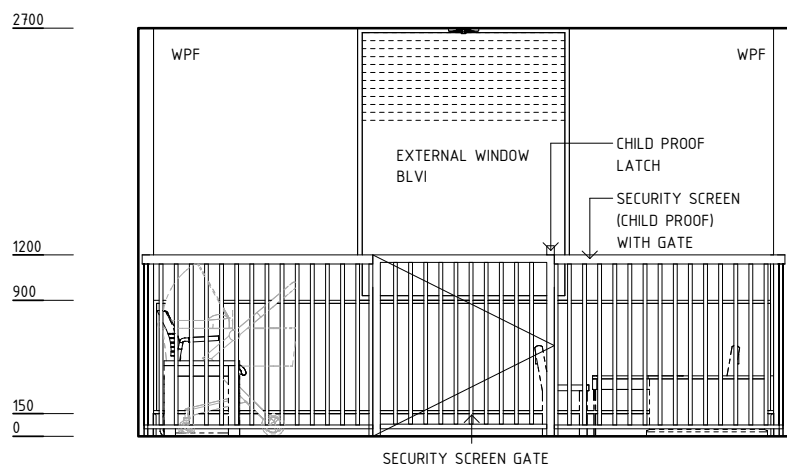 2700
WPF
WPF
EXTERNAL WINDOW
BLVI
CHILD PROOF
LATCH
SECURITY SCREEN
(CHILD PROOF)
WITH GATE
1200
900
150
0
SECURITY SCREEN GATE